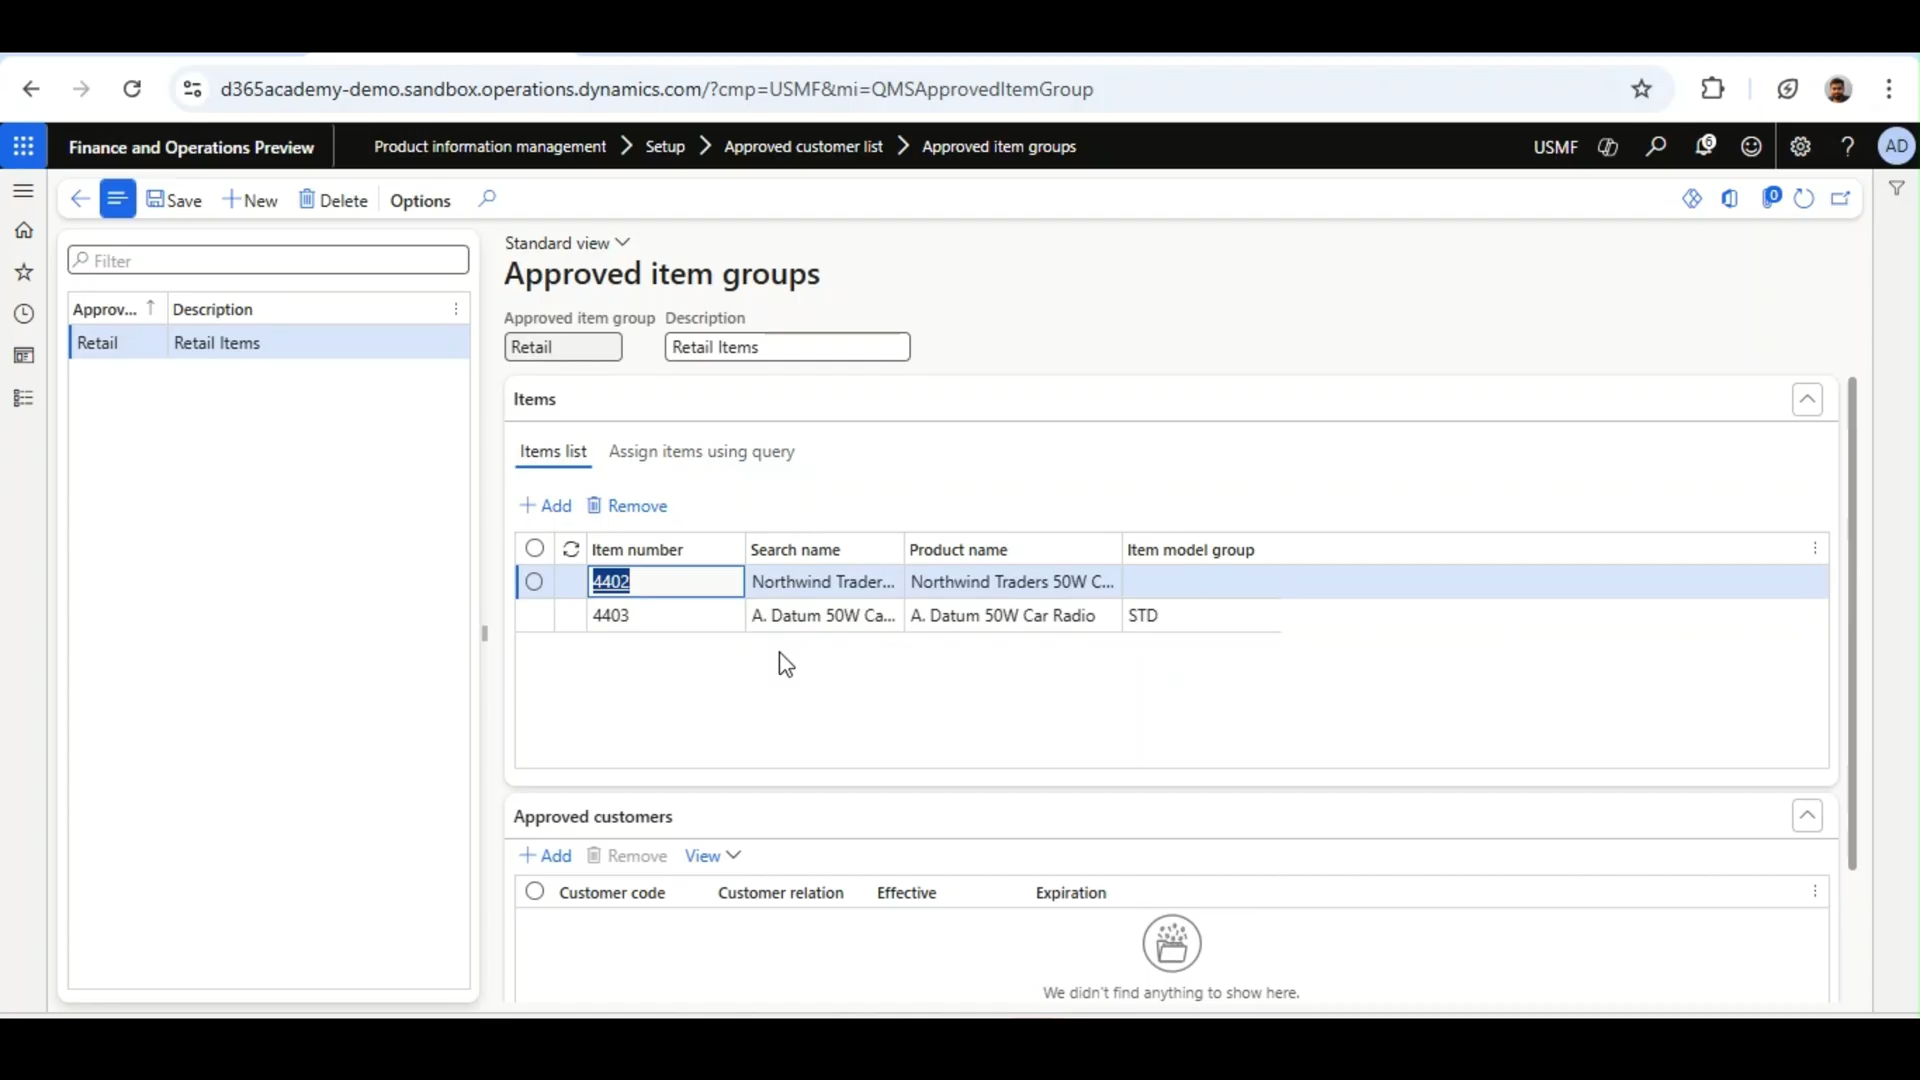 d365academy-demo.sandbox.operations.dynamics.com/?cmp=USMF&mi=QMSApprovedItemGroup
Finance and Operations Preview
Product information management > Setup > Approved customer list > Approved item groups
USMF
6
AD
Save
New
Delete
Options
0
Filter
Approv...
Description
Retail
Retail Items
Standard view
Approved item groups
Approved item group
Description
Retail
Retail Items
Items
Items list
Assign items using query
Add
Remove
Item number
Search name
Product name
Item model group
4402
Northwind Trader...
Northwind Traders 50W C...
4403
A. Datum 50W Ca...
A. Datum 50W Car Radio
STD
Approved customers
Add
Remove
View
Customer code
Customer relation
Effective
Expiration
We didn't find anything to show here.